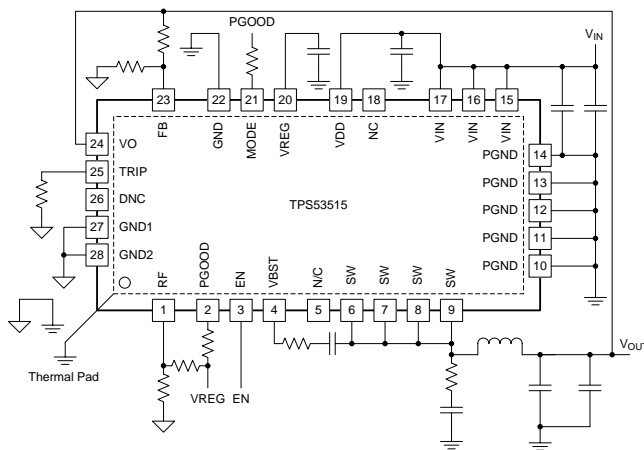 PGOOD
V_IN
23 22 21 20 19 18 17 16 15
FB GND MODE VREG VDD NC VIN VIN VIN
24 VO
25 TRIP
26 DNC
27 GND1
28 GND2
TPS53515
PGND 14
PGND 13
PGND 12
PGND 11
PGND 10
RF PGOOD EN VBST N/C SW SW SW SW
1 2 3 4 5 6 7 8 9
V_OUT
Thermal Pad
VREG EN